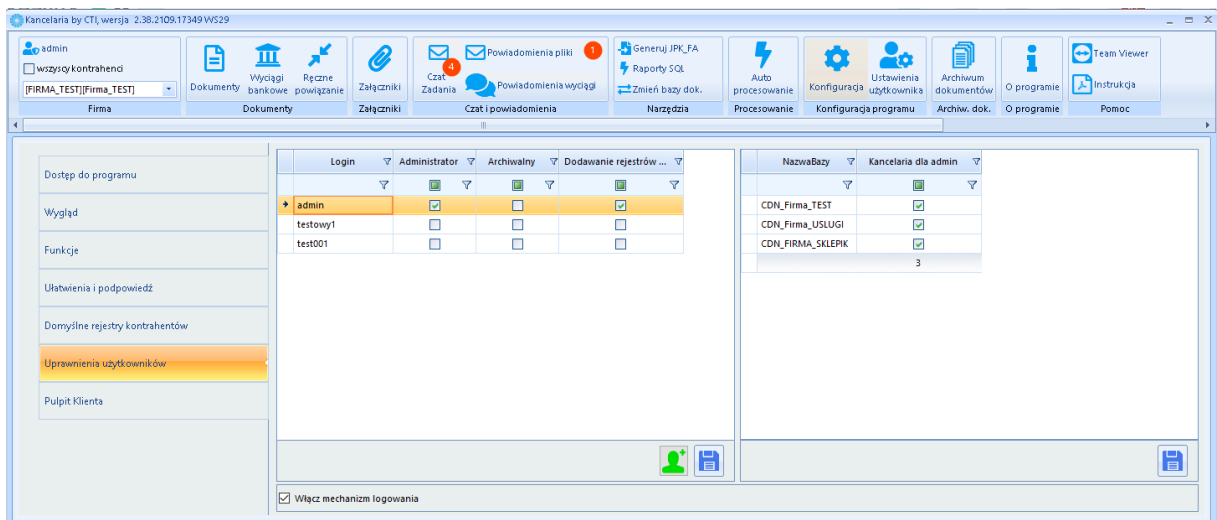 Kancelaria by CTI, wersja 2.38.2109.17349 WS29
admin
wszyscy kontrahenci
[FIRMA_TEST][Firma_TEST]
Firma
Dokumenty
Wyciągi bankowe
Ręczne powiązanie
Dokumenty
Załączniki
Załączniki
4
Czat Zadania
Powiadomienia pliki
1
Powiadomienia wyciągi
Czat i powiadomienia
Generuj JPK_FA
Raporty SQL
Zmień bazy dok.
Narzędzia
Auto procesowanie
Procesowanie
Konfiguracja
Ustawienia użytkownika
Konfiguracja programu
Archiwum dokumentów
Archiw. dok.
O programie
O programie
Team Viewer
Instrukcja
Pomoc
Dostęp do programu
Wygląd
Funkcje
Ułatwienia i podpowiedź
Domyślne rejestry kontrahentów
Uprawnienia użytkowników
Pulpit Klienta
Login Administrator Archiwalny Dodawanie rejestrów ...
admin
testowy1
test001
NazwaBazy Kancelaria dla admin
CDN_Firma_TEST
CDN_Firma_USLUGI
CDN_FIRMA_SKLEPIK
3
Włącz mechanizm logowania